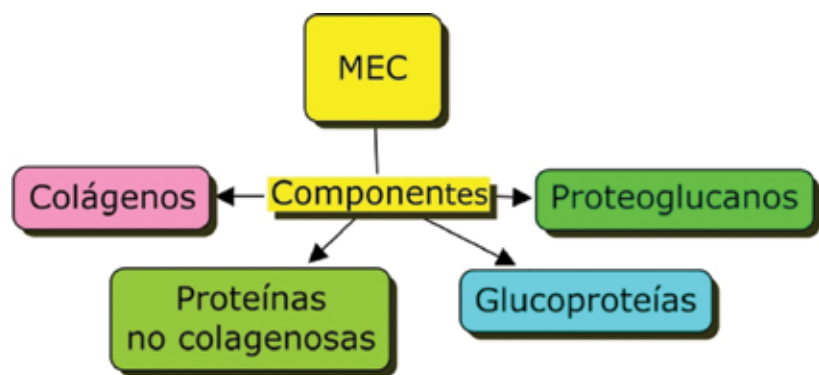 MEC
Componentes
Colágenos
Proteoglucanos
Proteínas
no colagenosas
Glucoproteías